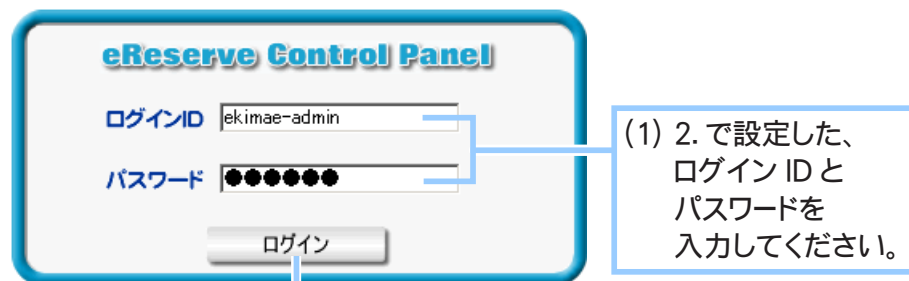 eReserve Control Panel
ログインID ekimae-admin
パスワード ●●●●●●
ログイン
(1) 2. で設定した、
ログイン ID と
パスワードを
入力してください。